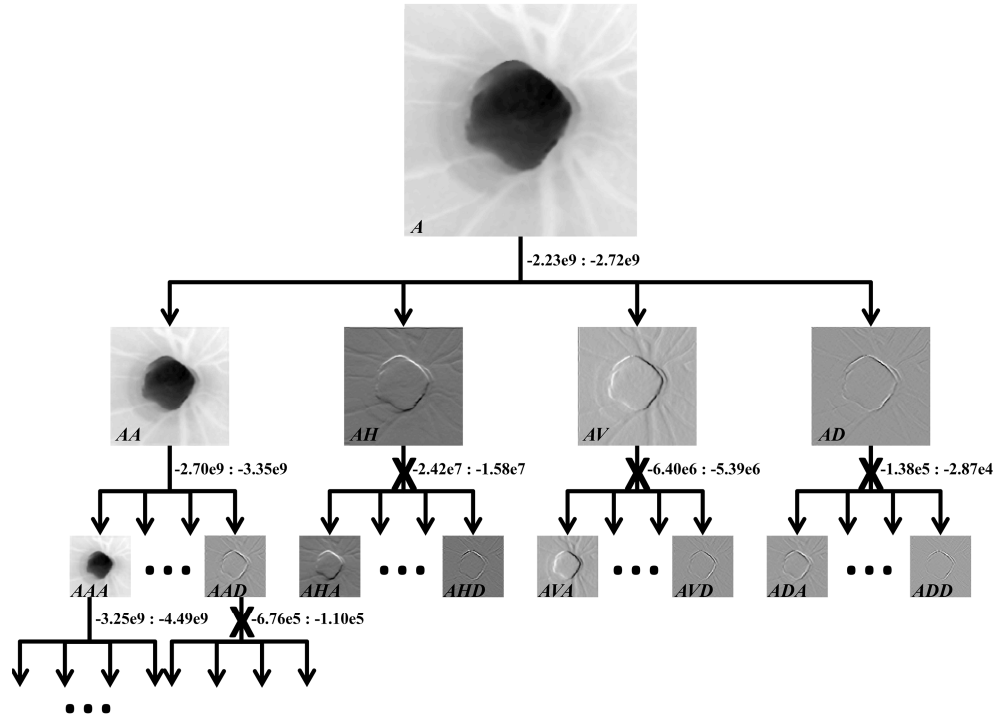 A
-2.23e9 : -2.72e9
AA
AH
AV
AD
-2.70e9 : -3.35e9
-2.42e7 : -1.58e7
-6.40e6 : -5.39e6
-1.38e5 : -2.87e4
AAA
AAD
AHA
AHD
AVA
AVD
ADA
ADD
-3.25e9 : -4.49e9
-6.76e5 : -1.10e5